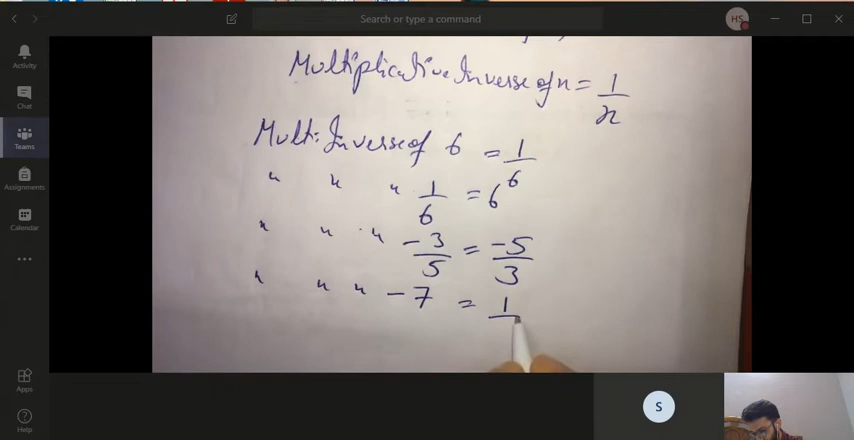 Search or type a command
HS
Activity
Chat
Teams
Assignments
Calendar
Apps
Help
Multiplicative Inverse of x = 1/x
Multi: Inverse of 6 = 1/6
" " " 1/6 = 6
" " " -3/5 = -5/3
" " " -7 = 1/
S